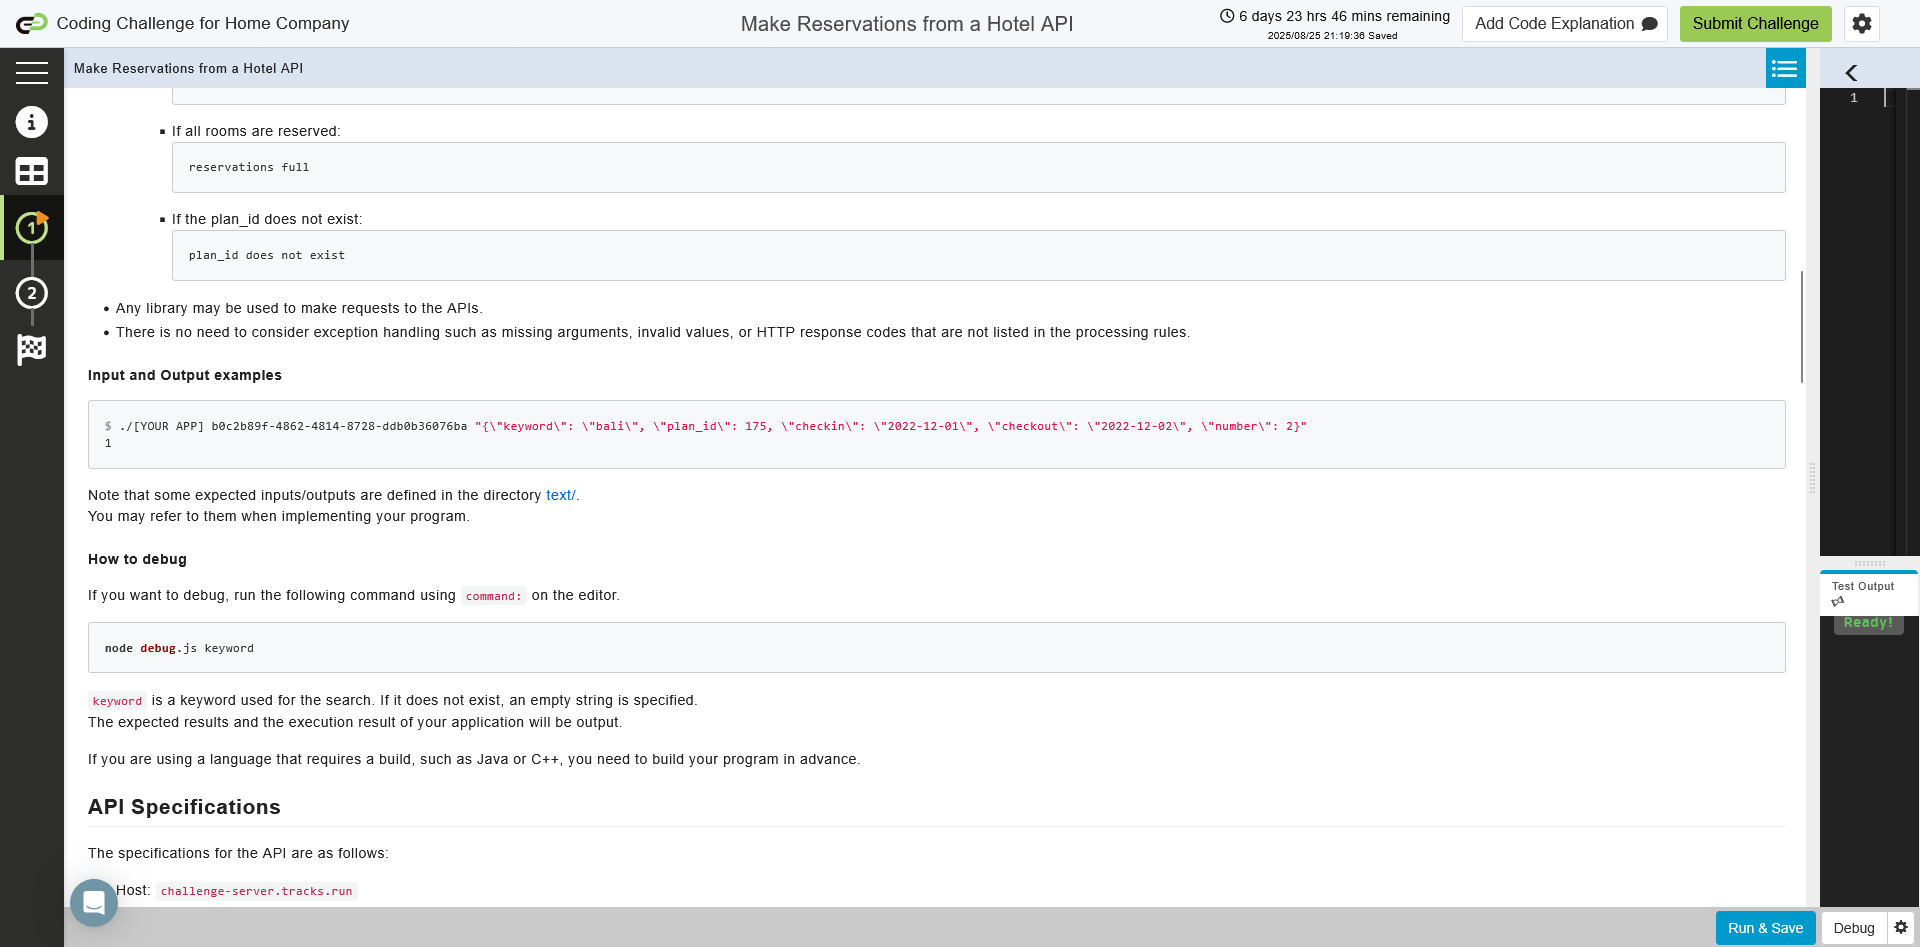 Coding Challenge for Home Company
Make Reservations from a Hotel API
6 days 23 hrs 46 mins remaining
2025/08/25 21:19:36 Saved
Add Code Explanation
Submit Challenge
Make Reservations from a Hotel API
1
If all rooms are reserved:
reservations full
If the plan_id does not exist:
plan_id does not exist
Any library may be used to make requests to the APIs.
There is no need to consider exception handling such as missing arguments, invalid values, or HTTP response codes that are not listed in the processing rules.
Input and Output examples
$ ./[YOUR APP] b0c2b89f-4862-4814-8728-ddb0b36076ba "{\"keyword\": \"bali\", \"plan_id\": 175, \"checkin\": \"2022-12-01\", \"checkout\": \"2022-12-02\", \"number\": 2}"
1
Note that some expected inputs/outputs are defined in the directory text/.
You may refer to them when implementing your program.
How to debug
If you want to debug, run the following command using command: on the editor.
node debug.js keyword
keyword is a keyword used for the search. If it does not exist, an empty string is specified.
The expected results and the execution result of your application will be output.
If you are using a language that requires a build, such as Java or C++, you need to build your program in advance.
API Specifications
The specifications for the API are as follows:
Host: challenge-server.tracks.run
1
2
Test Output
Ready!
Run & Save
Debug